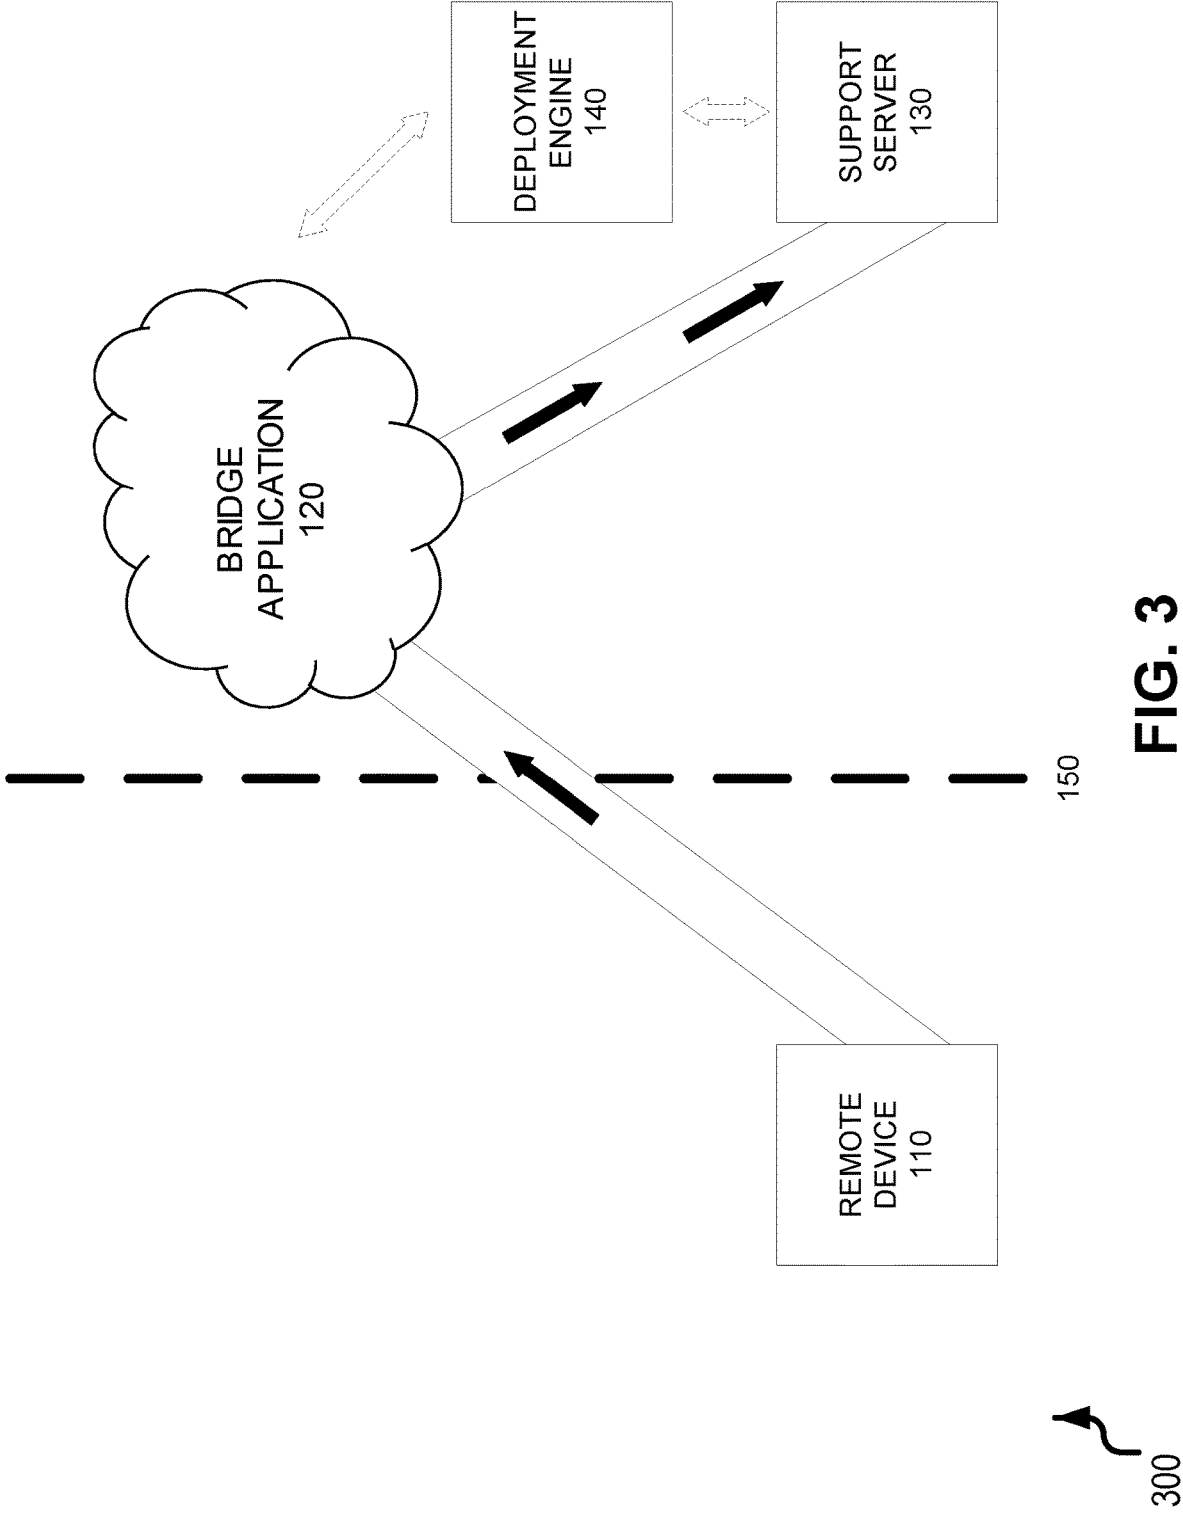 BRIDGE
APPLICATION
120
DEPLOYMENT
ENGINE
140
REMOTE
DEVICE
110
SUPPORT
SERVER
130
150
300
FIG. 3